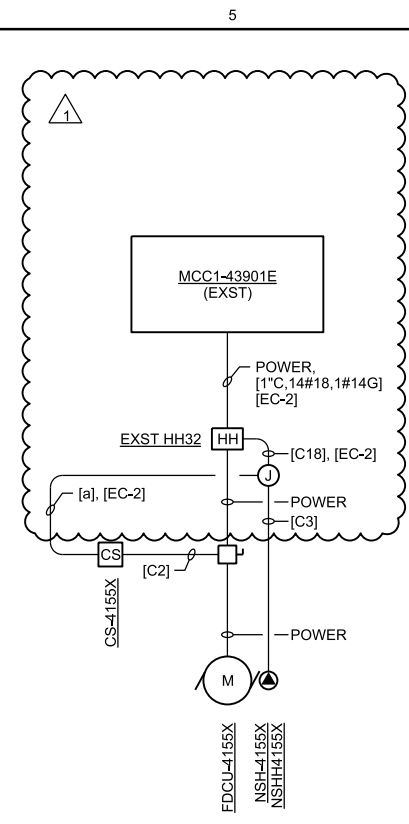 5
1
MCC1-43901E
(EXST)
POWER,
[1"C,14#18,1#14G]
[EC-2]
EXST HH32
HH
[C18], [EC-2]
J
[a], [EC-2]
POWER
[C3]
CS
[C2]
CS-4155X
POWER
M
FDCU-4155X
NSH-4155X
NSHH4155X